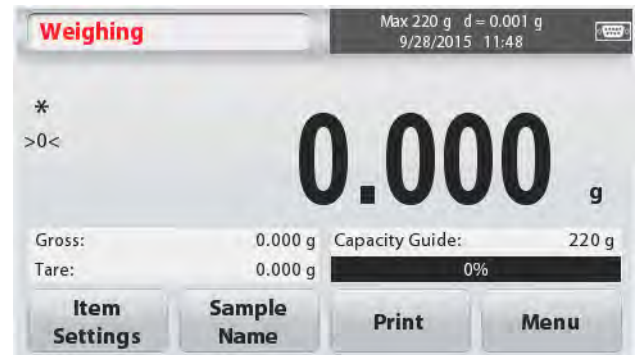 Weighing
Max 220 g d = 0.001 g
9/28/2015 11:48
*
>0<
0.000 g
Gross: 0.000 g
Tare: 0.000 g
Capacity Guide: 220 g
0%
Item
Settings
Sample
Name
Print
Menu